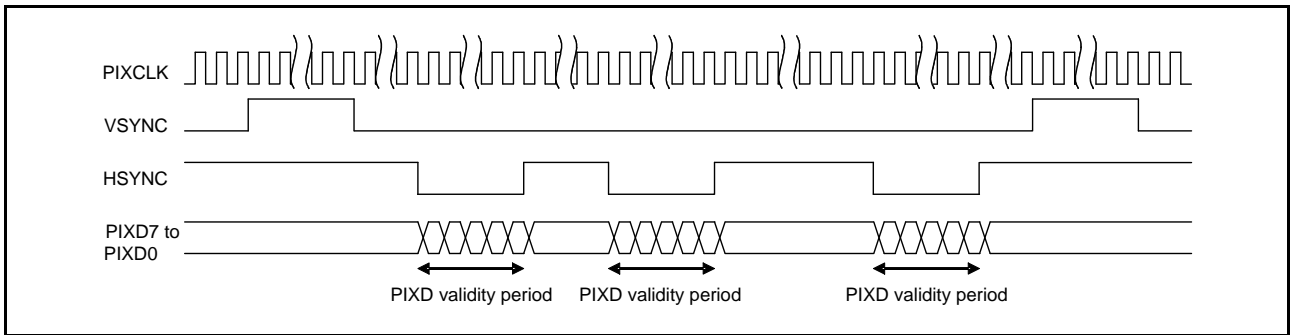 PIXCLK
VSYNC
HSYNC
PIXD7 to
PIXD0
PIXD validity period
PIXD validity period
PIXD validity period